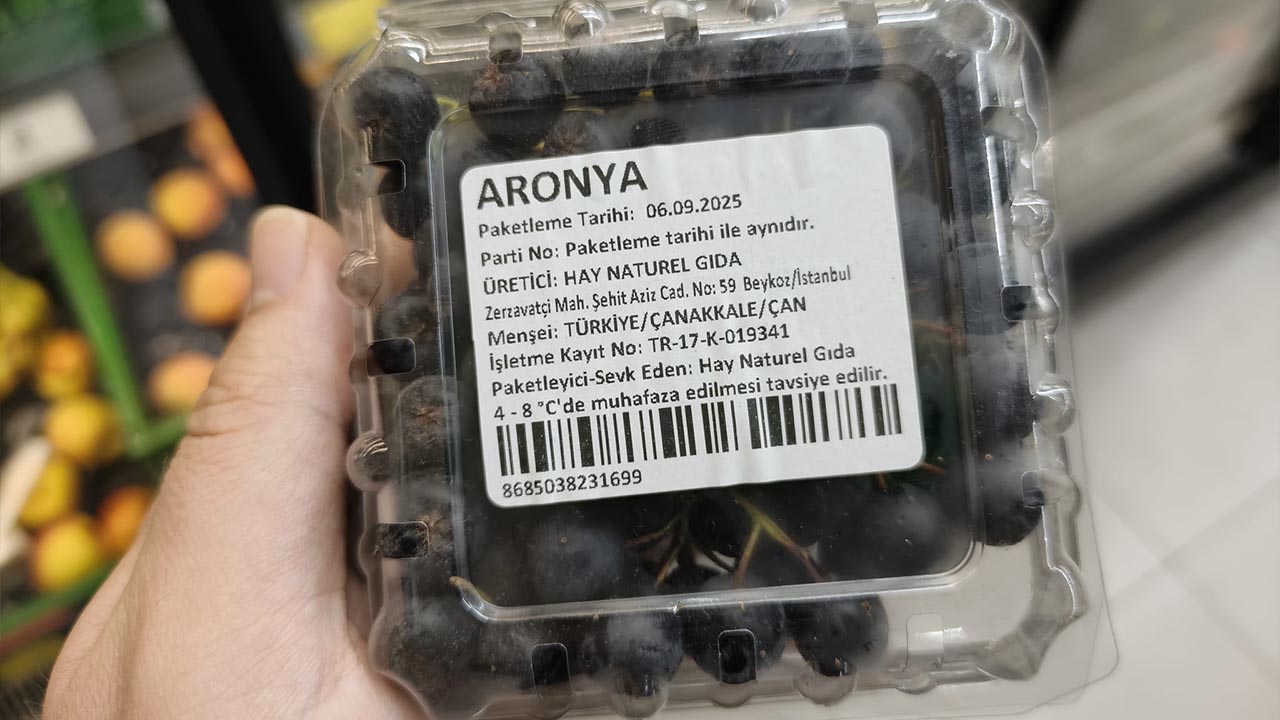 ARONYA
Paketleme Tarihi: 06.09.2025
Parti No: Paketleme tarihi ile aynıdır.
ÜRETİCİ: HAY NATUREL GIDA
Zerzavatçı Mah. Şehit Aziz Cad. No: 59 Beykoz/İstanbul
Menşei: TÜRKİYE/ÇANAKKALE/ÇAN
İşletme Kayıt No: TR-17-K-019341
Paketleyici-Sevk Eden: Hay Naturel Gıda
4 - 8 °C'de muhafaza edilmesi tavsiye edilir.
8685038231699